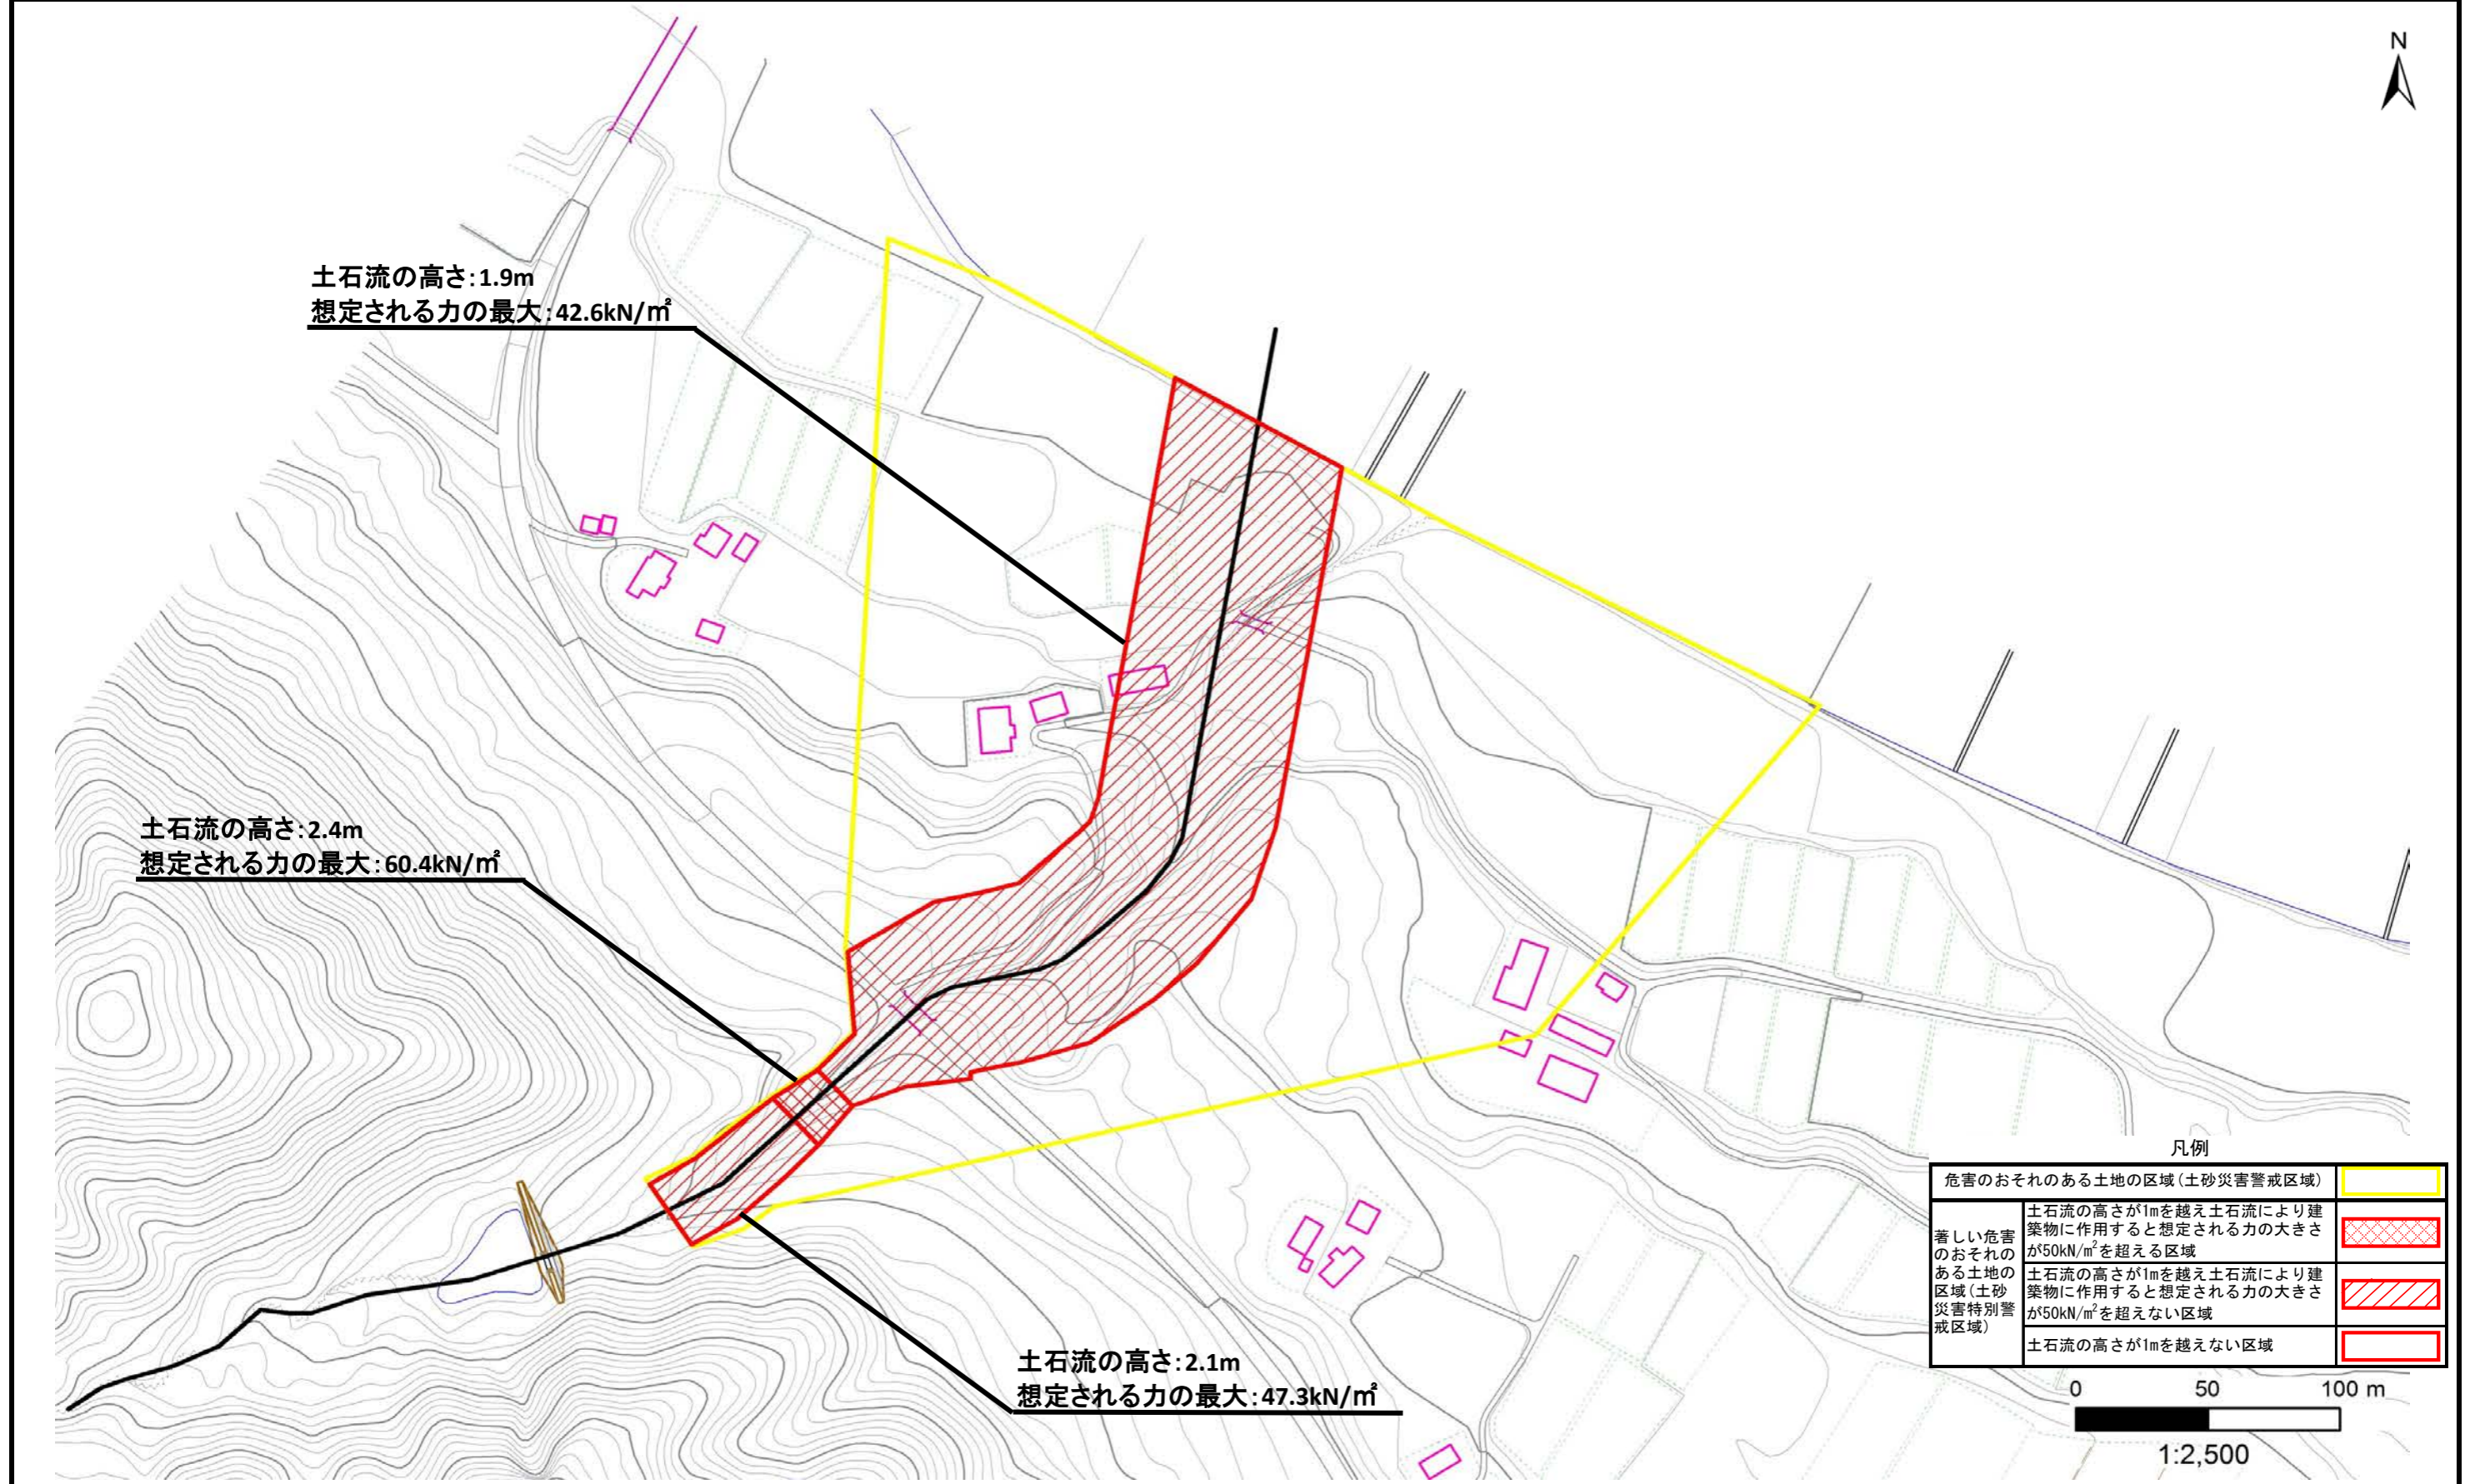 N
土石流の高さ:1.9m
想定される力の最大:42.6kN/㎡
土石流の高さ:2.4m
想定される力の最大:60.4kN/㎡
土石流の高さ:2.1m
想定される力の最大:47.3kN/㎡
凡例
危害のおそれのある土地の区域(土砂災害警戒区域)
著しい危害
のおそれの
ある土地の
区域(土砂
災害特別警
戒区域)
土石流の高さが1mを越え土石流により建
築物に作用すると想定される力の大きさ
が50kN/m²を超える区域
土石流の高さが1mを越え土石流により建
築物に作用すると想定される力の大きさ
が50kN/m²を超えない区域
土石流の高さが1mを越えない区域
0 50 100 m
1:2,500